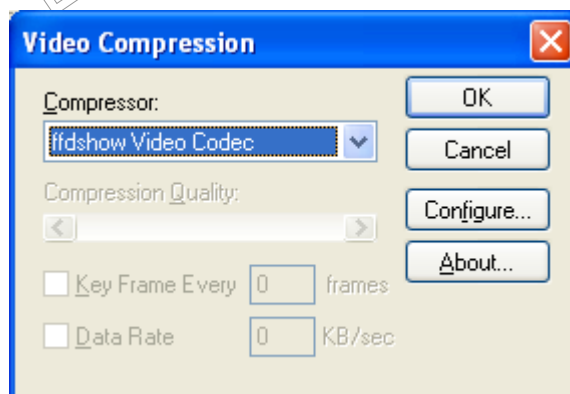 Video Compression
Compressor:
ffdshow Video Codec
Compression Quality:
Key Frame Every 0 frames
Data Rate 0 KB/sec
OK
Cancel
Configure...
About...